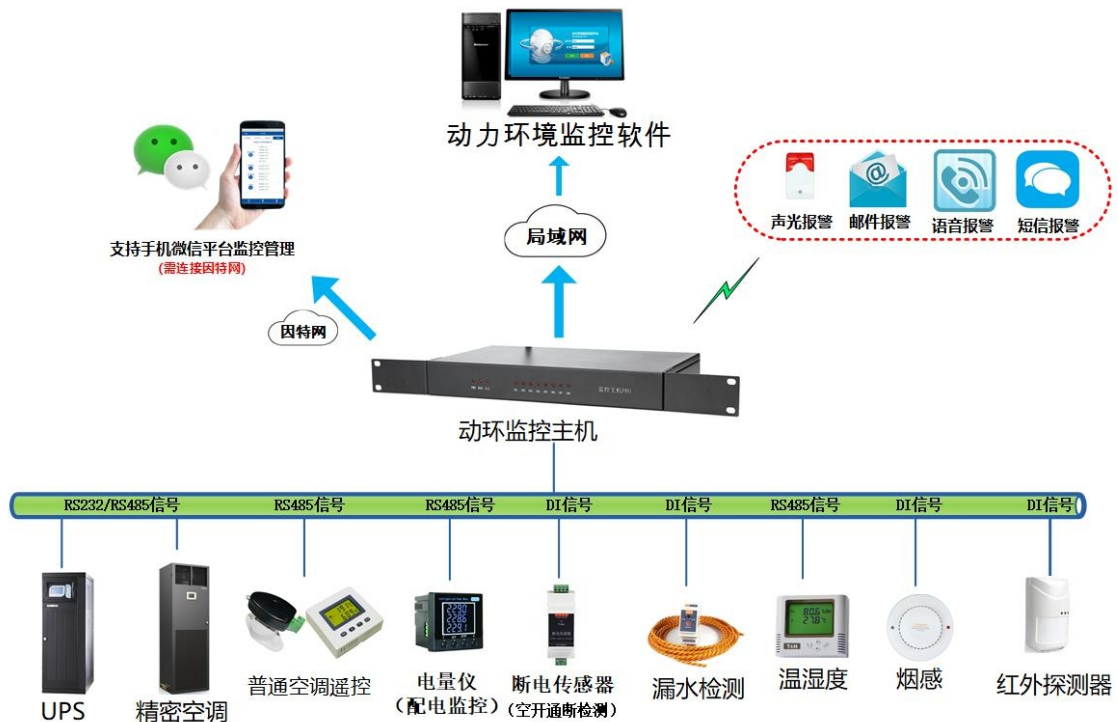 动力环境监控软件
支持手机微信平台监控管理
(需连接因特网)
局域网
声光报警
邮件报警
语音报警
短信报警
因特网
动环监控主机
RS232/RS485信号
RS485信号
RS485信号
DI信号
DI信号
RS485信号
DI信号
DI信号
UPS
精密空调
普通空调遥控
电量仪
(配电监控)
断电传感器
(空开通断检测)
漏水检测
温湿度
烟感
红外探测器